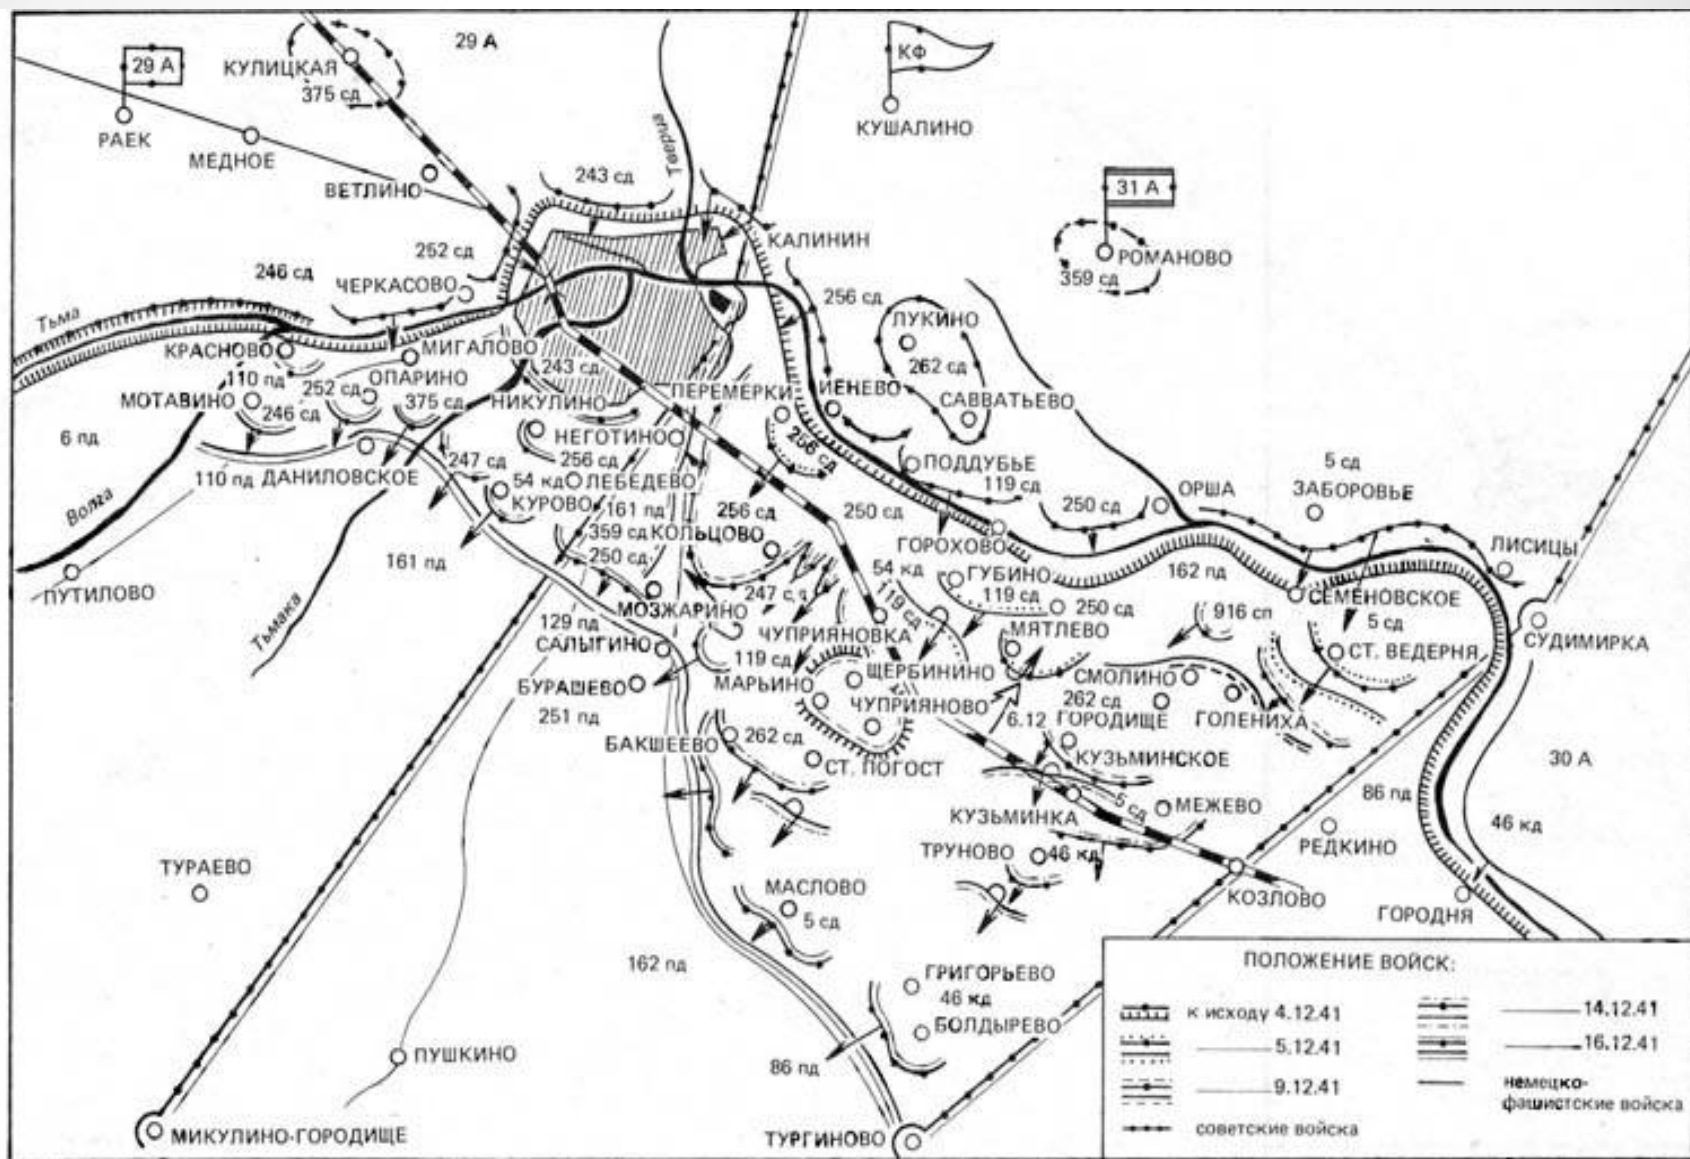 29 А
КУЛИЦКАЯ
375 сд
29 А
РАЕК
МЕДНОЕ
ВЕТЛИНО
КФ
КУШАЛИНО
Тверца
243 сд
31 А
РОМАНОВО
359 сд
КАЛИНИН
252 сд
246 сд
ЧЕРКАСОВО
Тьма
256 сд
ЛУКИНО
262 сд
САВВАТЬЕВО
КРАСНОВО
МИГАЛОВО
110 пд
ОПАРИНО
252 сд
375 сд
МОТАВИНО
246 сд
243 сд
НИКУЛИНО
ПЕРЕМЕРКИ
ИЕНЕВО
6 пд
НЕГОТИНО
256 сд
256 сд
ПОДДУБЬЕ
119 сд
110 пд
ДАНИЛОВСКОЕ
247 сд
54 кд
ЛЕБЕДЕВО
КУРОВО
161 пд
256 сд
250 сд
250 сд
ОРША
5 сд
ЗАБОРОВЬЕ
ЛИСИЦЫ
Волга
359 сд
КОЛЬЦОВО
250 сд
161 пд
ГОРОХОВО
54 кд
ГУБИНО
119 сд
162 пд
ПУТИЛОВО
Тьмака
МОЗЖАРИНО
247 сд
119 сд
250 сд
916 сп
СЕМЕНОВСКОЕ
5 сд
СУДИМИРКА
129 пд
САЛЫГИНО
ЧУПРИЯНОВКА
МЯТЛЕВО
СТ. ВЕДЕРНЯ
119 сд
ЩЕРБИНИНО
БУРАШЕВО
МАРЬИНО
СМОЛИНО
262 сд
ЧУПРИЯНОВО
ГОЛЕНИХА
251 пд
6.12
ГОРОДИЩЕ
БАКШЕЕВО
262 сд
СТ. ПОГОСТ
КУЗЬМИНСКОЕ
30 А
86 пд
5 сд
МЕЖЕВО
КУЗЬМИНКА
46 кд
РЕДКИНО
ТРУНОВО
46 кд
ТУРАЕВО
МАСЛОВО
5 сд
КОЗЛОВО
ГОРОДНЯ
162 пд
ГРИГОРЬЕВО
46 кд
БОЛДЫРЕВО
ПУШКИНО
86 пд
МИКУЛИНО-ГОРОДИЩЕ
ТУРГИНОВО
ПОЛОЖЕНИЕ ВОЙСК:
к исходу 4.12.41
5.12.41
9.12.41
советские войска
14.12.41
16.12.41
немецко-
фашистские войска